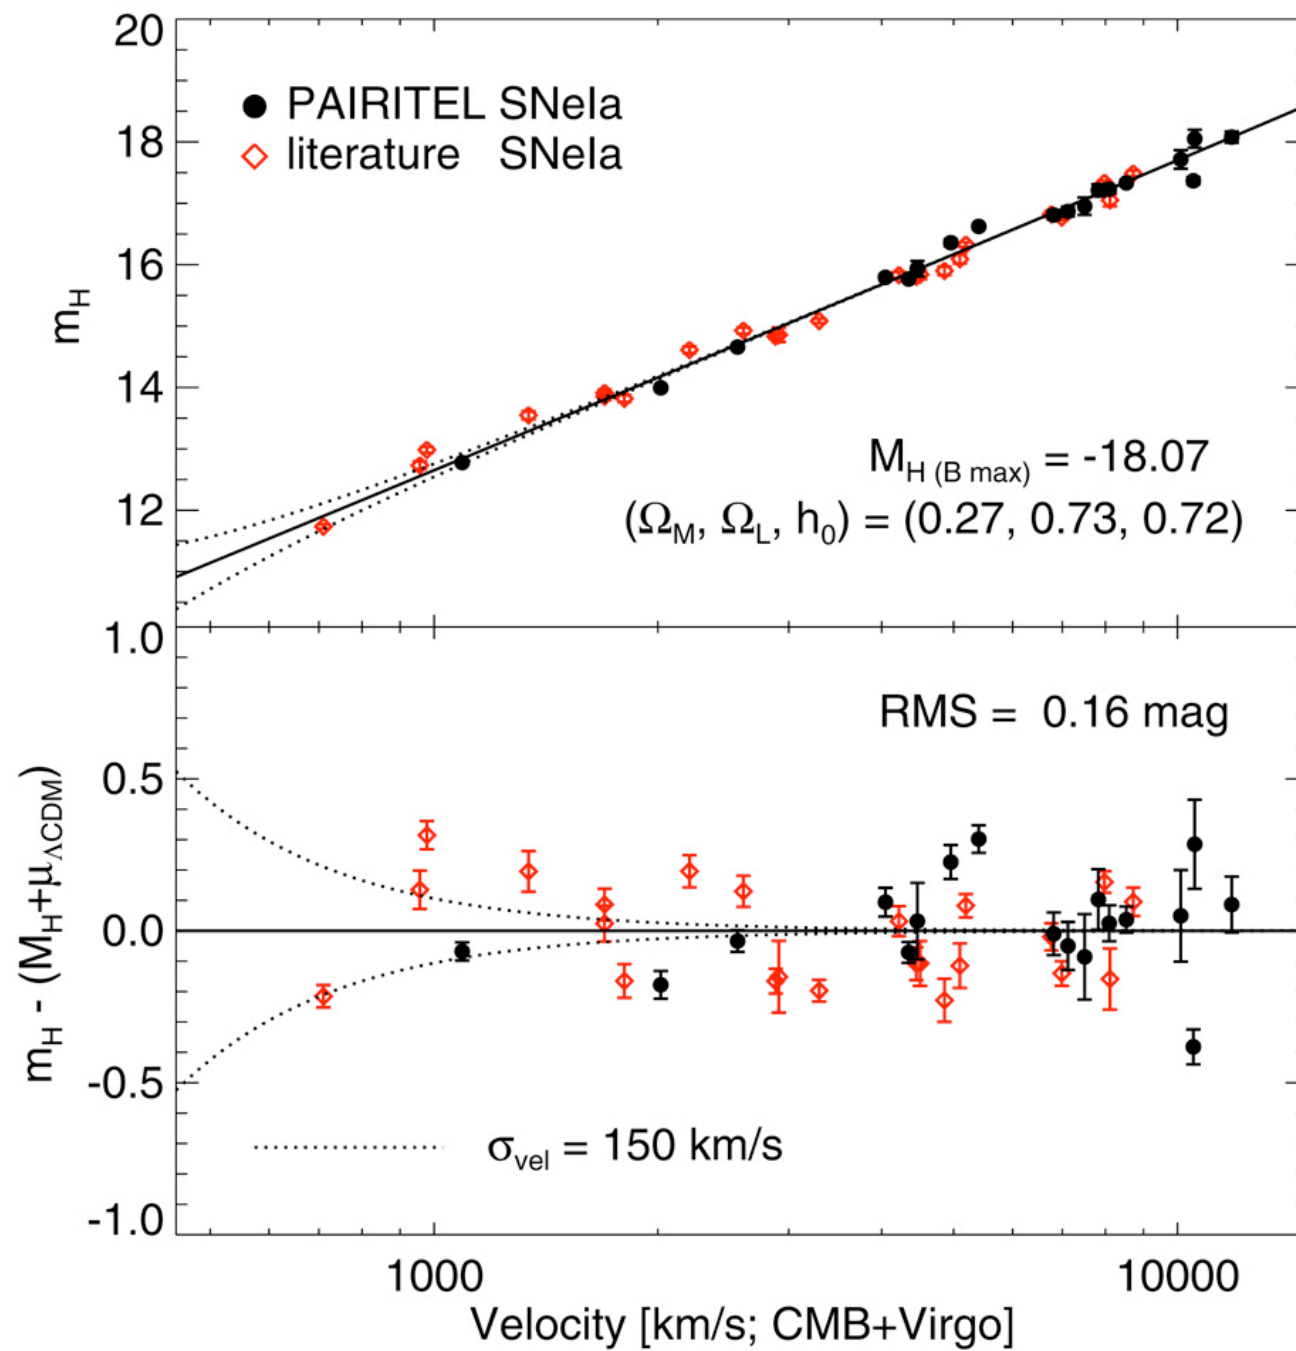 20
18
16
14
12
m_H
PAIRITEL SNeIa
literature SNeIa
M_H (B max) = -18.07
(Ω_M, Ω_L, h_0) = (0.27, 0.73, 0.72)
1.0
0.5
0.0
-0.5
-1.0
m_H - (M_H+μ_ΛCDM)
RMS = 0.16 mag
σ_vel = 150 km/s
1000
10000
Velocity [km/s; CMB+Virgo]